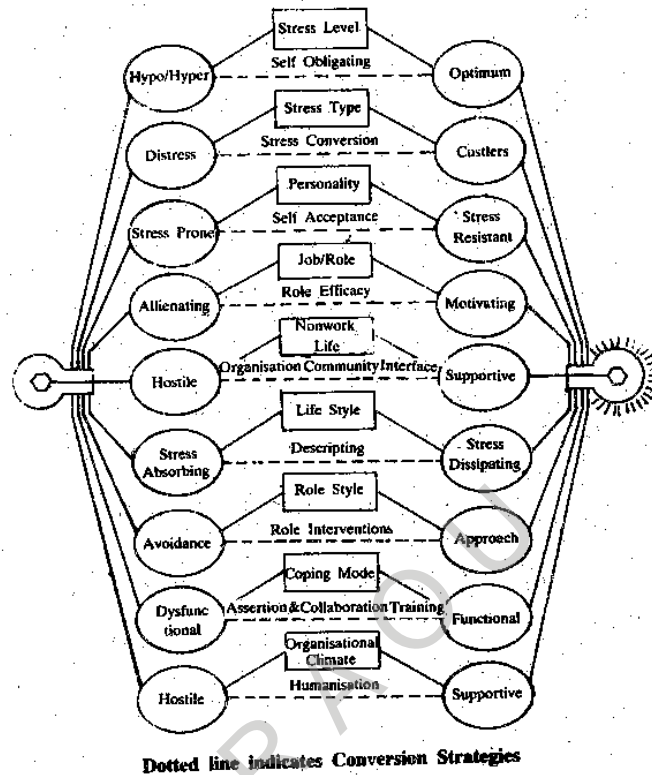 Stress Level
Hypo/Hyper
Self Obligating
Optimum
Stress Type
Distress
Stress Conversion
Custlers
Personality
Stress Prone
Self Acceptance
Stress
Resistant
Job/Role
Allienating
Role Efficacy
Motivating
Nonwork
Life
Hostile
Organisation Community Interface
Supportive
Life Style
Stress
Absorbing
Descripting
Stress
Dissipating
Role Style
Avoidance
Role Interventions
Approach
Coping Mode
Dysfunc
tional
Assertion & Collaboration Training
Functional
Organisational
Climate
Hostile
Humanisation
Supportive
Dotted line indicates Conversion Strategies
RAOU